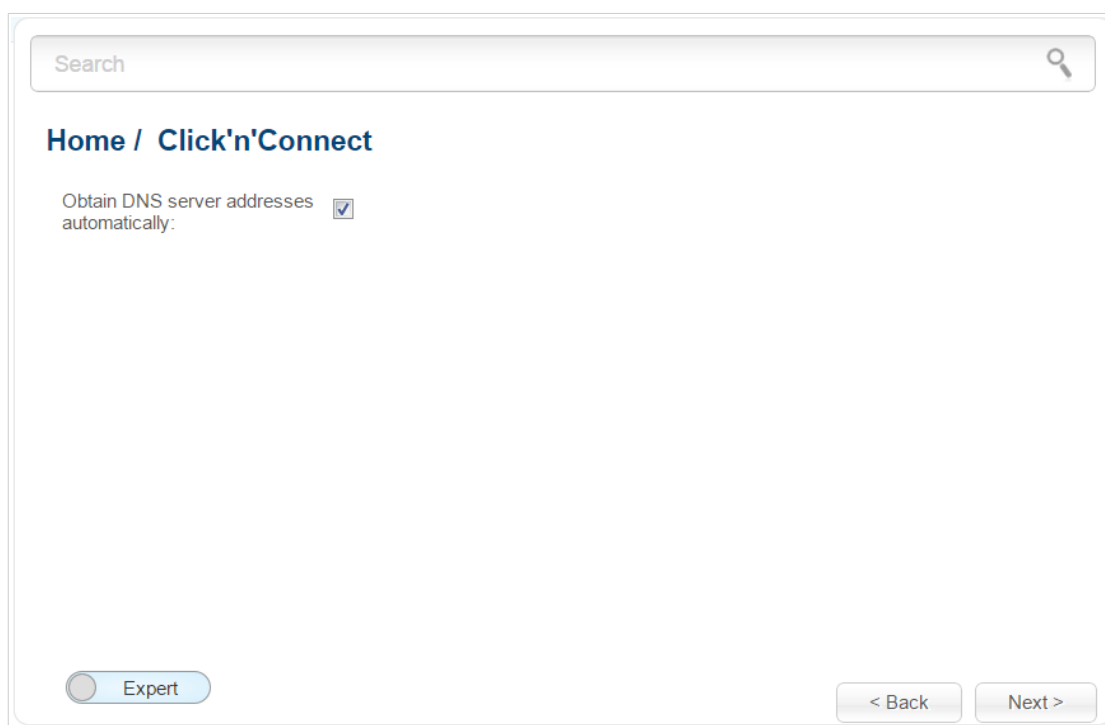 Search
Home / Click'n'Connect
Obtain DNS server addresses
automatically:
Expert
< Back
Next >